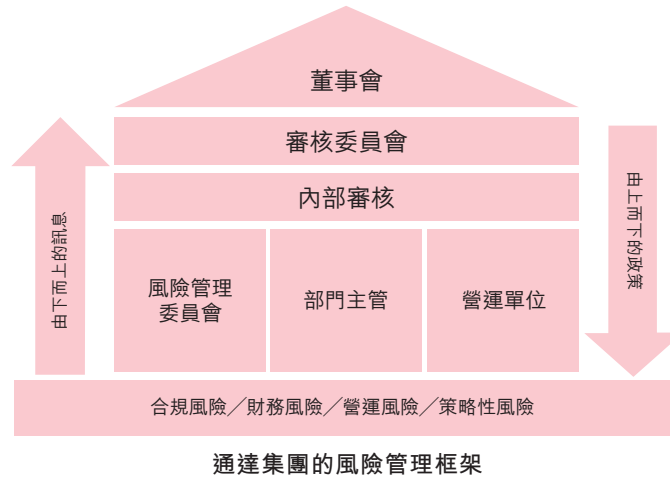 董事會
審核委員會
內部審核
由下而上的訊息
風險管理
委員會
部門主管
營運單位
由上而下的政策
合規風險╱財務風險╱營運風險╱策略性風險
通達集團的風險管理框架